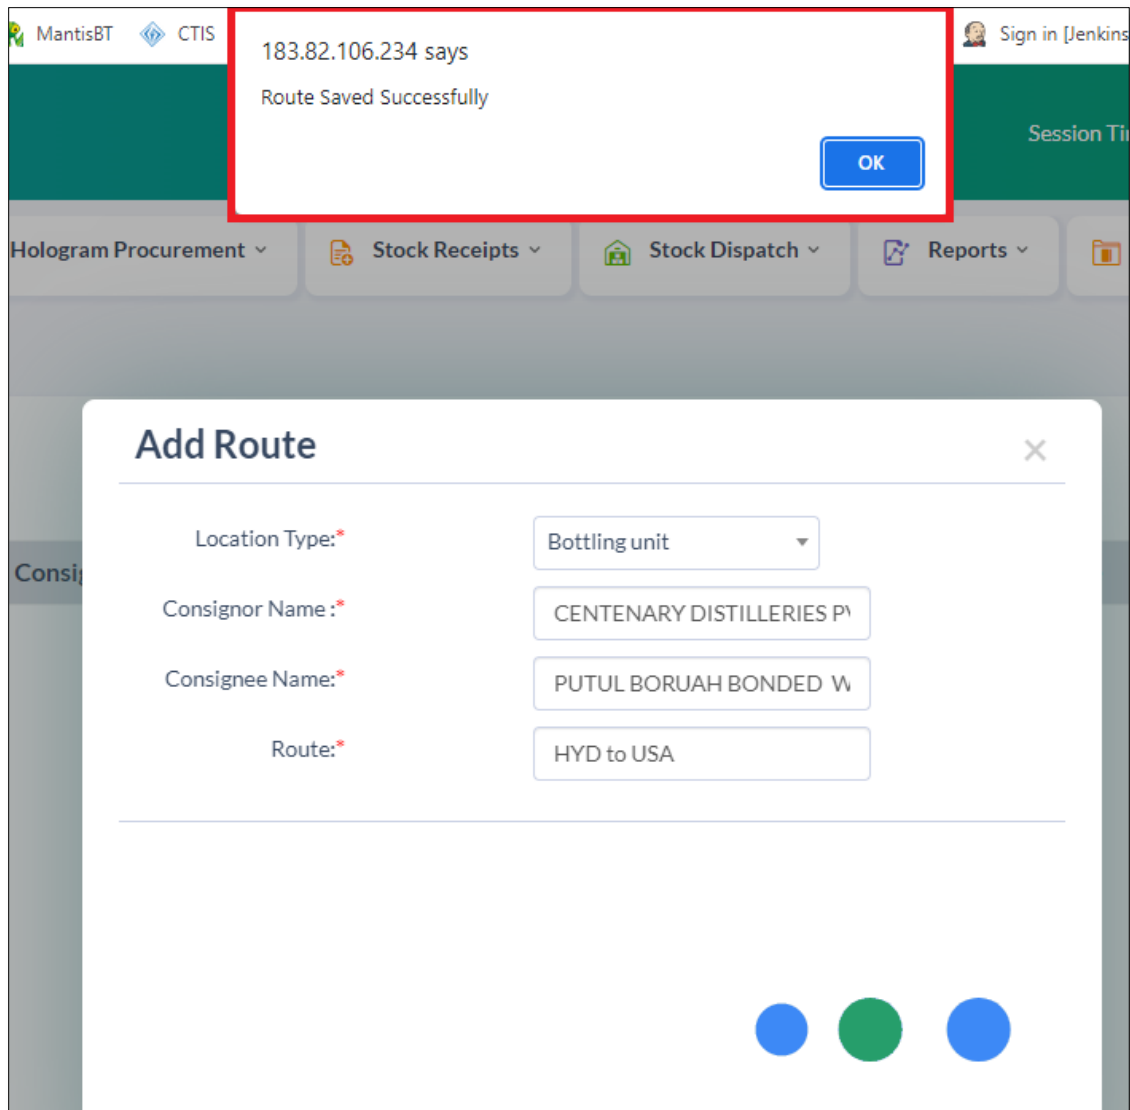 MantisBT CTIS Sign in [Jenkins
183.82.106.234 says
Route Saved Successfully
OK
Session
Hologram Procurement Stock Receipts Stock Dispatch Reports
Add Route
Location Type:* Bottling unit
Consignor Name :* CENTENARY DISTILLERIES
Consignee Name:* PUTUL BORUAH BONDED
Route:* HYD to USA